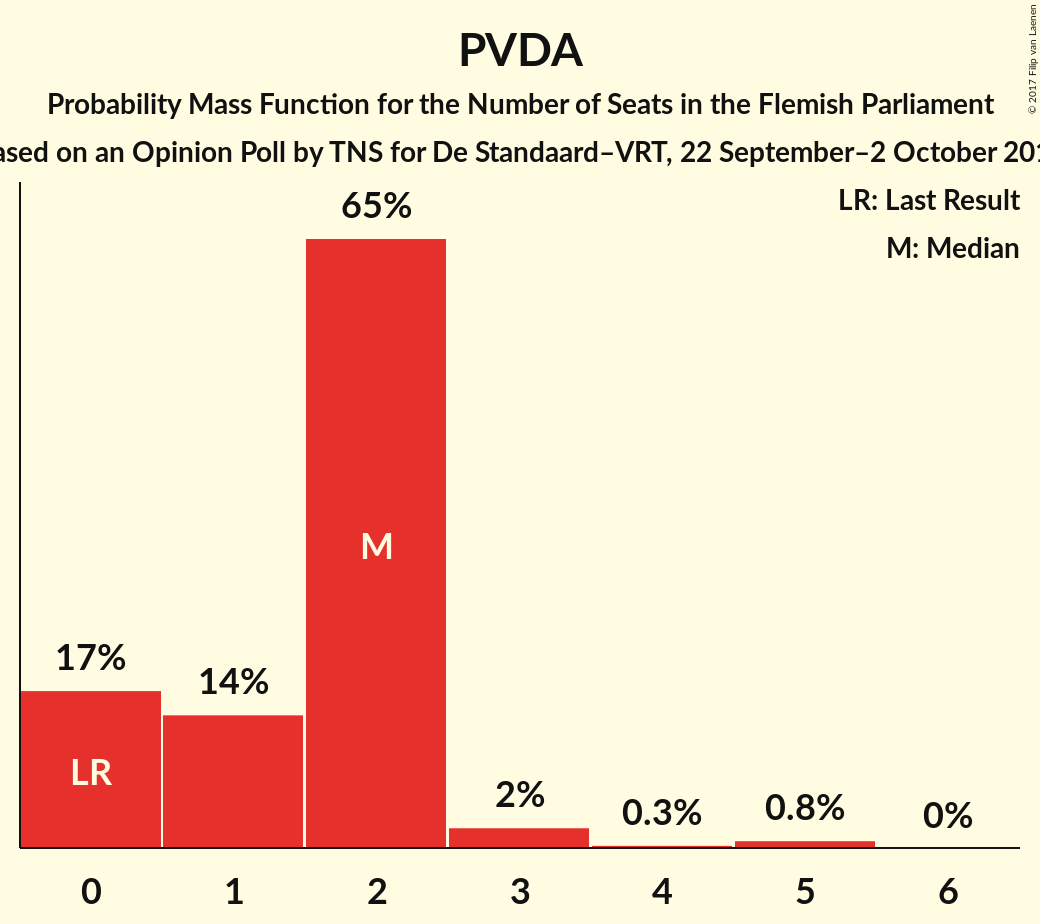 PVDA
Probability Mass Function for the Number of Seats in the Flemish Parliament
ased on an Opinion Poll by TNS for De Standaard–VRT, 22 September–2 October 201
© 2017 Filip van Laenen
LR: Last Result
M: Median
65%
M
17%
14%
LR
2%
0.3%
0.8%
0%
0 1 2 3 4 5 6